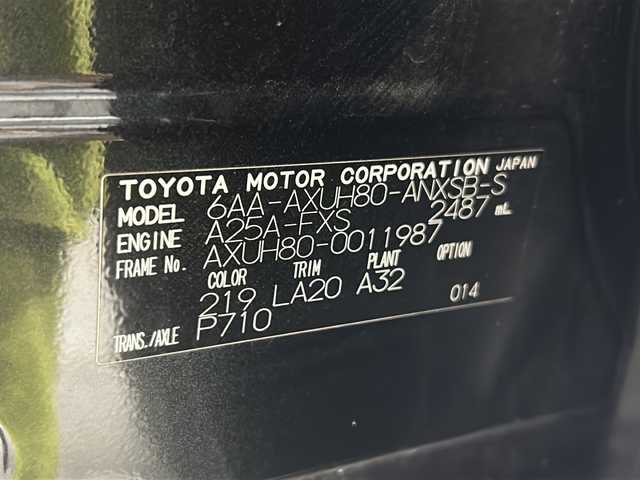 TOYOTA MOTOR CORPORATION JAPAN
MODEL 6AA-AXUH80-ANXSB-S
ENGINE A25A-FXS 2487 mL
FRAME No. AXUH80-0011987
COLOR TRIM PLANT OPTION
219 LA20 A32 014
TRANS./AXLE P710